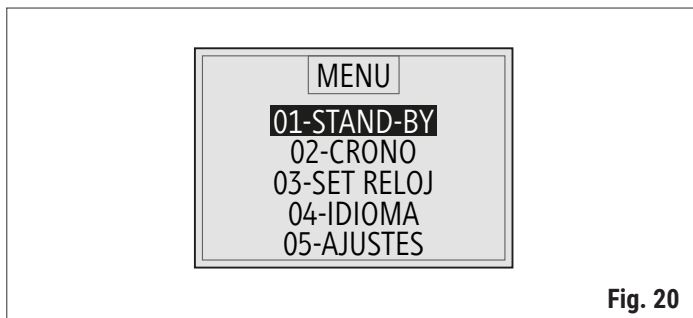 MENU
01-STAND-BY
02-CRONO
03-SET RELOJ
04-IDIOMA
05-AJUSTES
Fig. 20